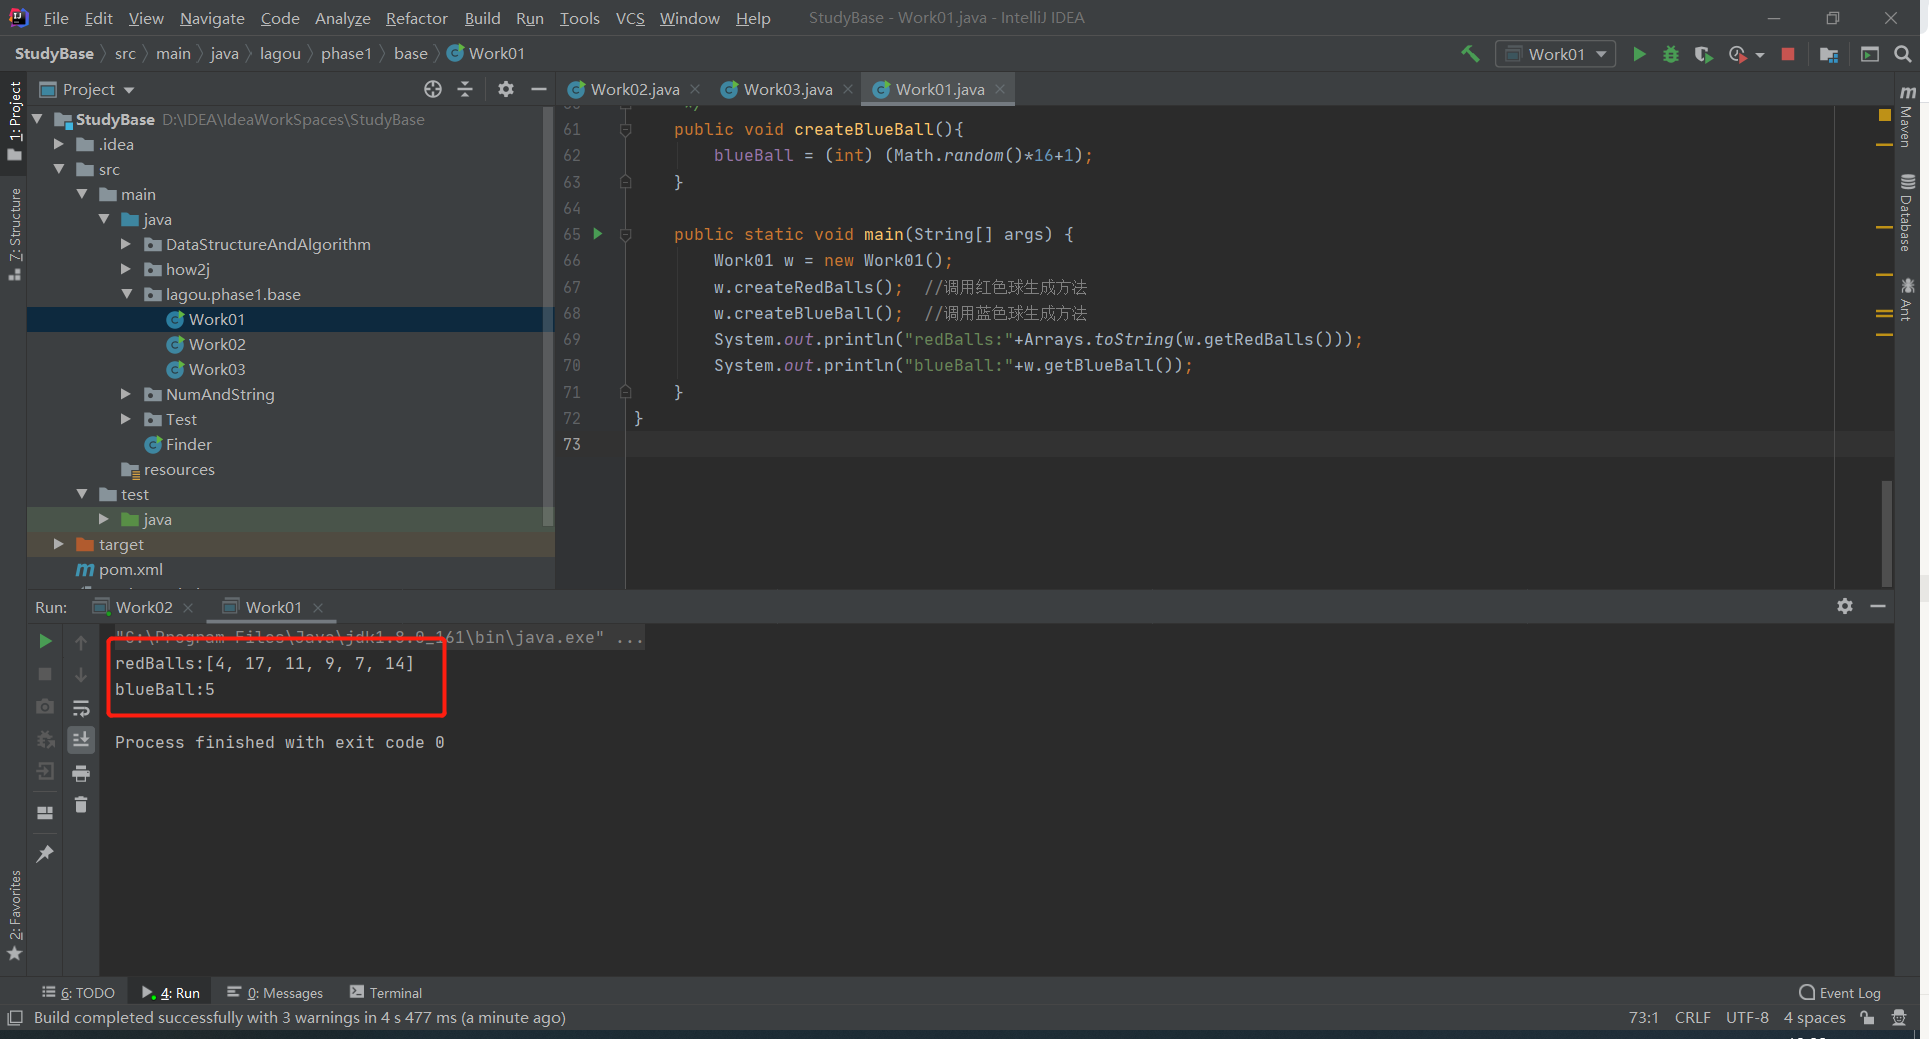 File Edit View Navigate Code Analyze Refactor Build Run Tools VCS Window Help StudyBase - Work01.java - IntelliJ IDEA
StudyBase src main java lagou phase1 base Work01
Work01
Project
Work02.java Work03.java Work01.java
StudyBase D:\IDEA\IdeaWorkSpaces\StudyBase
.idea
src
main
java
DataStructureAndAlgorithm
how2j
lagou.phase1.base
Work01
Work02
Work03
NumAndString
Test
Finder
resources
test
java
target
pom.xml
61 public void createBlueBall(){
62 blueBall = (int) (Math.random()*16+1);
63 }
64
65 public static void main(String[] args) {
66 Work01 w = new Work01();
67 w.createRedBalls(); //调用红色球生成方法
68 w.createBlueBall(); //调用蓝色球生成方法
69 System.out.println("redBalls:"+Arrays.toString(w.getRedBalls()));
70 System.out.println("blueBall:"+w.getBlueBall());
71 }
72 }
73
1: Project
7: Structure
2: Favorites
Maven
Database
Ant
Run: Work02 Work01
"C:\Program Files\Java\jdk1.8.0_161\bin\java.exe" ...
redBalls:[4, 17, 11, 9, 7, 14]
blueBall:5
Process finished with exit code 0
6: TODO 4: Run 0: Messages Terminal Event Log
Build completed successfully with 3 warnings in 4 s 477 ms (a minute ago) 73:1 CRLF UTF-8 4 spaces